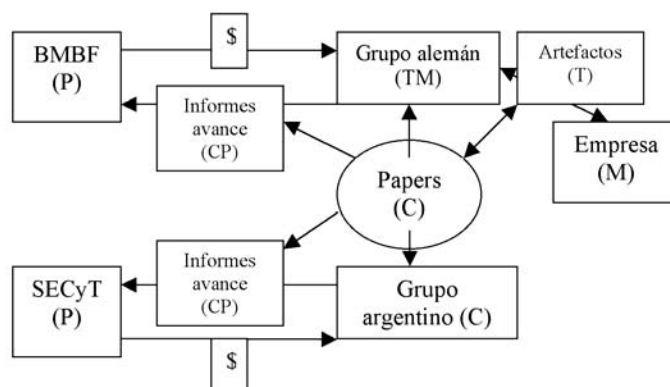 $
BMBF
(P)
Grupo alemán
(TM)
Artefactos
(T)
Informes
avance
(CP)
Empresa
(M)
Papers
(C)
Informes
avance
(CP)
SECyT
(P)
Grupo
argentino (C)
$